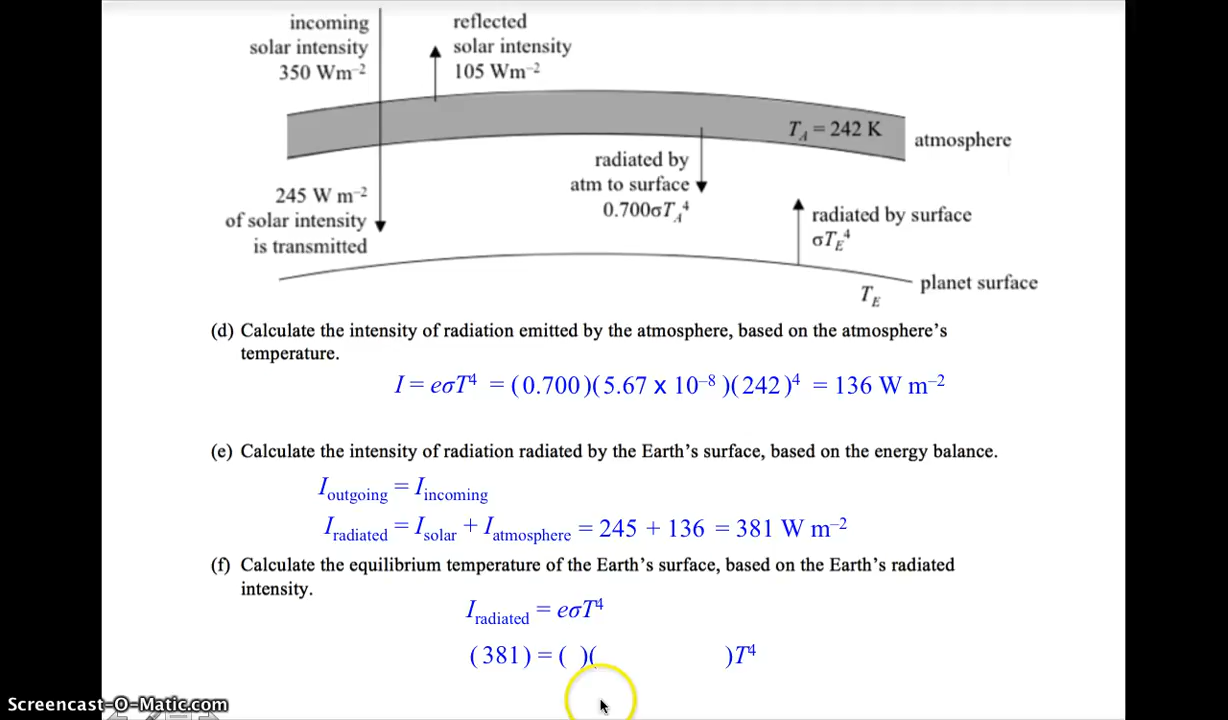 incoming
solar intensity
350 Wm⁻²
reflected
solar intensity
105 Wm⁻²
T_A = 242 K
atmosphere
radiated by
atm to surface
0.700σT_A⁴
245 W m⁻²
of solar intensity
is transmitted
radiated by surface
σT_E⁴
planet surface
T_E
(d) Calculate the intensity of radiation emitted by the atmosphere, based on the atmosphere's
temperature.
I = eσT⁴ = (0.700)(5.67 x 10⁻⁸)(242)⁴ = 136 W m⁻²
(e) Calculate the intensity of radiation radiated by the Earth's surface, based on the energy balance.
I_outgoing = I_incoming
I_radiated = I_solar + I_atmosphere = 245 + 136 = 381 W m⁻²
(f) Calculate the equilibrium temperature of the Earth's surface, based on the Earth's radiated
intensity.
I_radiated = eσT⁴
(381) = ( )( )T⁴
Screencast-O-Matic.com